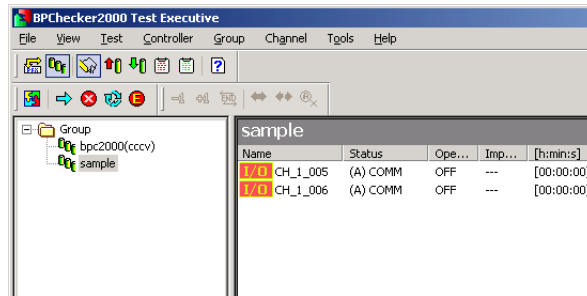 BPChecker2000 Test Executive
File View Test Controller Group Channel Tools Help
Group
bpc2000(cccv)
sample
sample
Name Status Ope... Imp... [h:min:s]
I/O CH_1_005 (A) COMM OFF --- [00:00:00]
I/O CH_1_006 (A) COMM OFF --- [00:00:00]